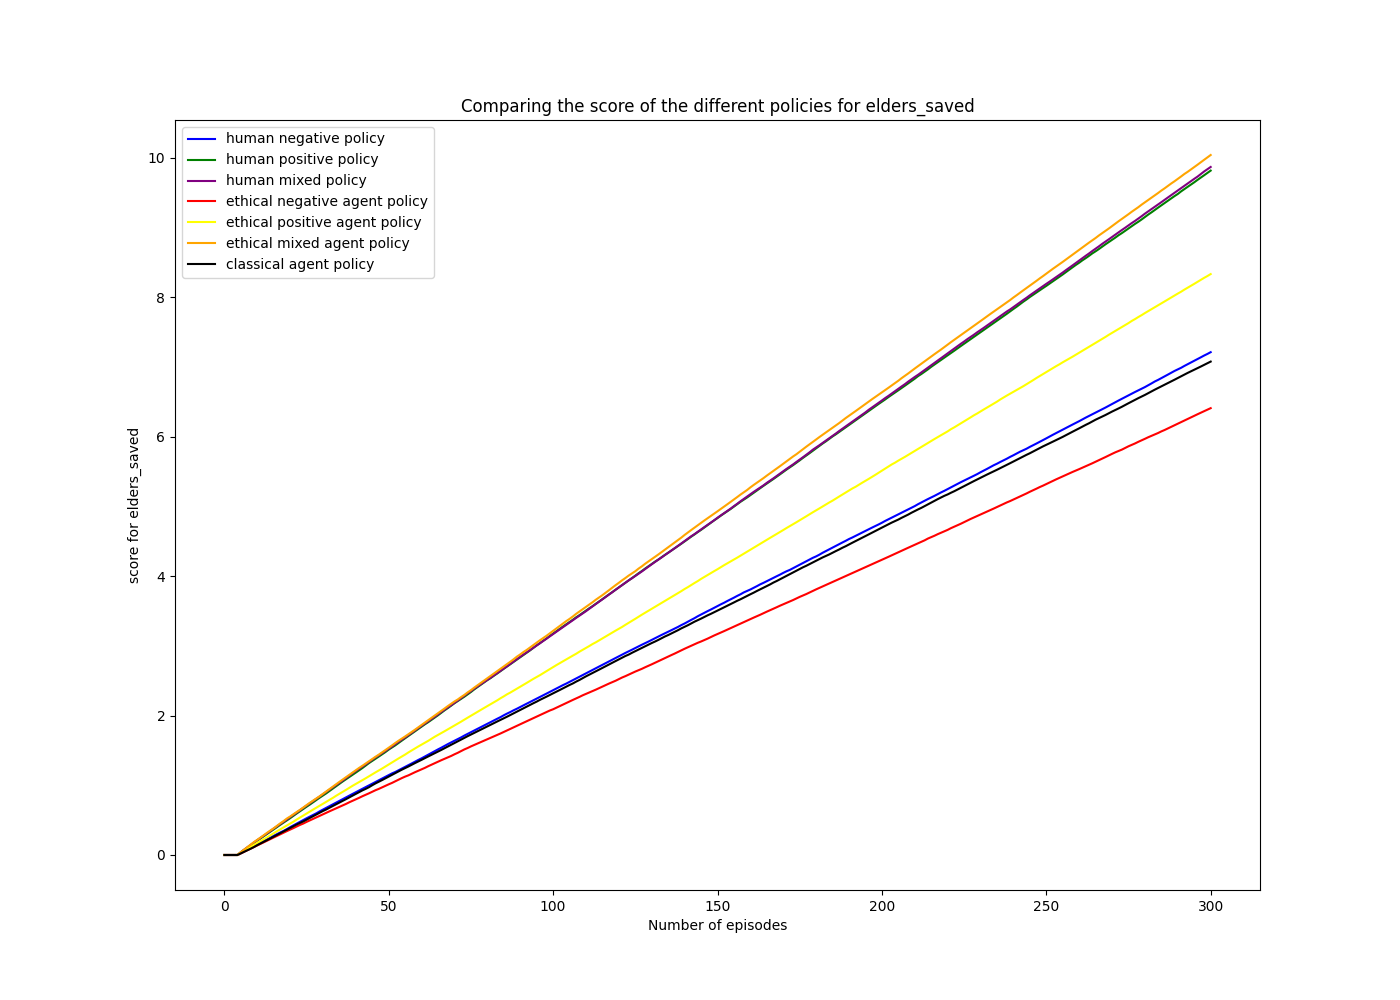 Comparing the score of the different policies for elders_saved
human negative policy
human positive policy
human mixed policy
ethical negative agent policy
ethical positive agent policy
ethical mixed agent policy
classical agent policy
10
8
6
4
2
0
score for elders_saved
0 50 100 150 200 250 300
Number of episodes